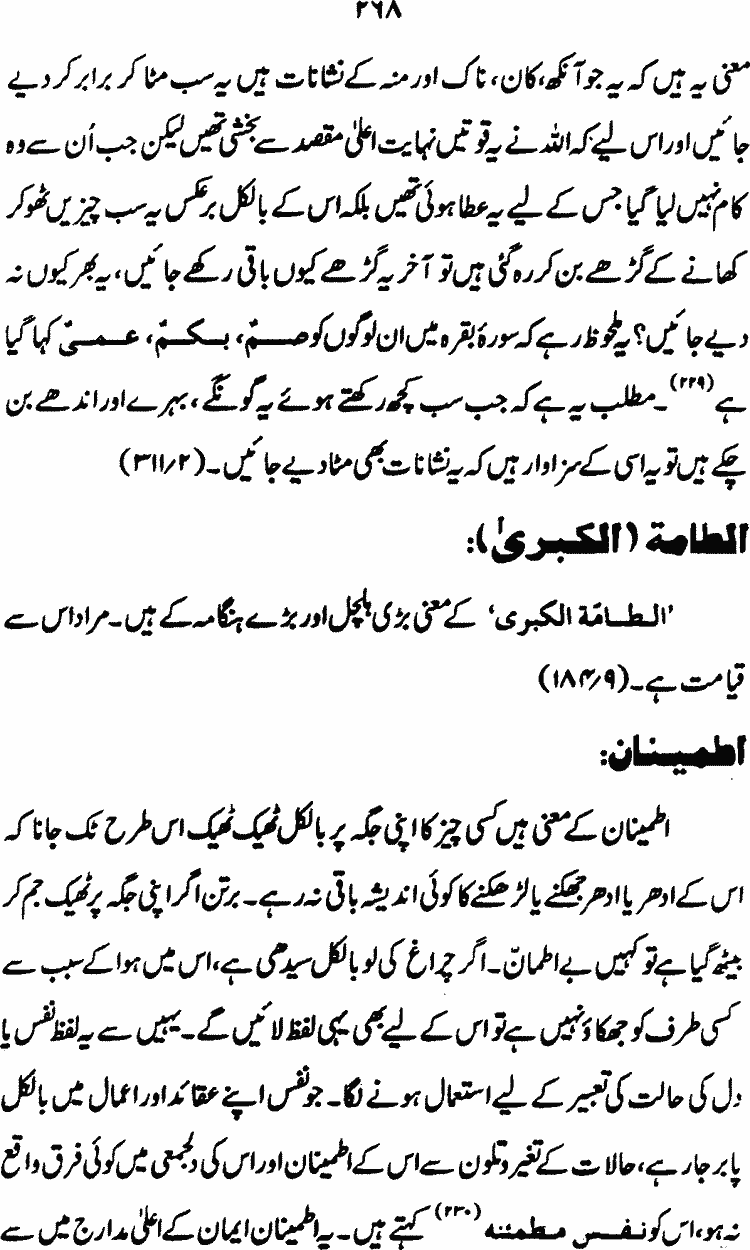 ۲۶۸
معنی یہ ہیں کہ یہ جو آنکھ، کان، ناک اور منہ کے نشانات ہیں یہ سب مٹا کر برابر کر دیے
جائیں اور اس لیے کہ اللہ نے یہ قوتیں نہایت اعلیٰ مقصد سے بخشی تھیں لیکن جب اُن سے وہ
کام نہیں لیا گیا جس کے لیے یہ عطا ہوئی تھیں بلکہ اس کے بالکل برعکس یہ سب چیزیں ٹھوکر
کھانے کے گڑھے بن کر رہ گئی ہیں تو آخر یہ گڑھے کیوں باقی رکھے جائیں، یہ بھر کیوں نہ
دیے جائیں؟ یہ ملحوظ رہے کہ سورۂ بقرہ میں ان لوگوں کو صمٌ، بکمٌ، عمیٌ کہا گیا
ہے (۲۲۹)۔ مطلب یہ ہے کہ جب سب کچھ رکھتے ہوئے یہ گونگے، بہرے اور اندھے بن
چکے ہیں تو یہ اسی کے سزاوار ہیں کہ یہ نشانات بھی مٹا دیے جائیں۔ (۳۱۱/۲)
الطامة (الکبریٰ):
’الطامّة الکبری‘ کے معنی بڑی ہلچل اور بڑے ہنگامہ کے ہیں۔ مراد اس سے
قیامت ہے۔ (۱۸۴/۹)
اطمینان:
اطمینان کے معنی ہیں کسی چیز کا اپنی جگہ پر بالکل ٹھیک ٹھیک اس طرح ٹک جانا کہ
اس کے ادھر یا ادھر جھکنے یا لڑھکنے کا کوئی اندیشہ باقی نہ رہے۔ برتن اگر اپنی جگہ پر ٹھیک جم کر
بیٹھ گیا ہے تو کہیں بے اطمانّ۔ اگر چراغ کی لو بالکل سیدھی ہے، اس میں ہوا کے سبب سے
کسی طرف کو جھکاؤ نہیں ہے تو اس کے لیے بھی یہی لفظ لائیں گے۔ یہیں سے یہ لفظ نفس یا
دل کی حالت کی تعبیر کے لیے استعمال ہونے لگا۔ جو نفس اپنے عقائد اور اعمال میں بالکل
پا برجا رہے، حالات کے تغیر و تلون سے اس کے اطمینان اور اس کی دلجمعی میں کوئی فرق واقع
نہ ہو، اس کو نفس مطمئنه (۲۳۰) کہتے ہیں۔ یہ اطمینان ایمان کے اعلیٰ مدارج میں سے